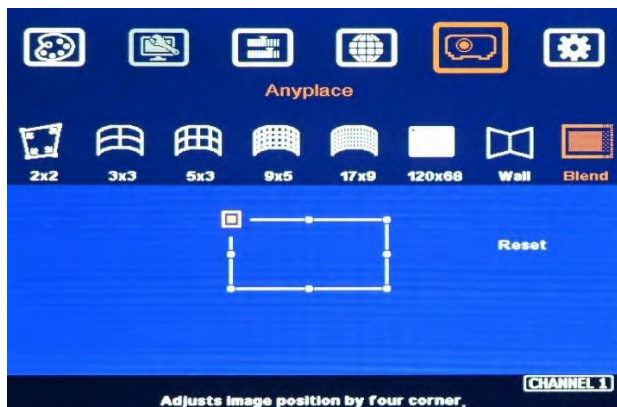 Anyplace
2x2 3x3 5x3 9x5 17x9 120x68 Wall Blend
Reset
CHANNEL 1
Adjusts image position by four corner.